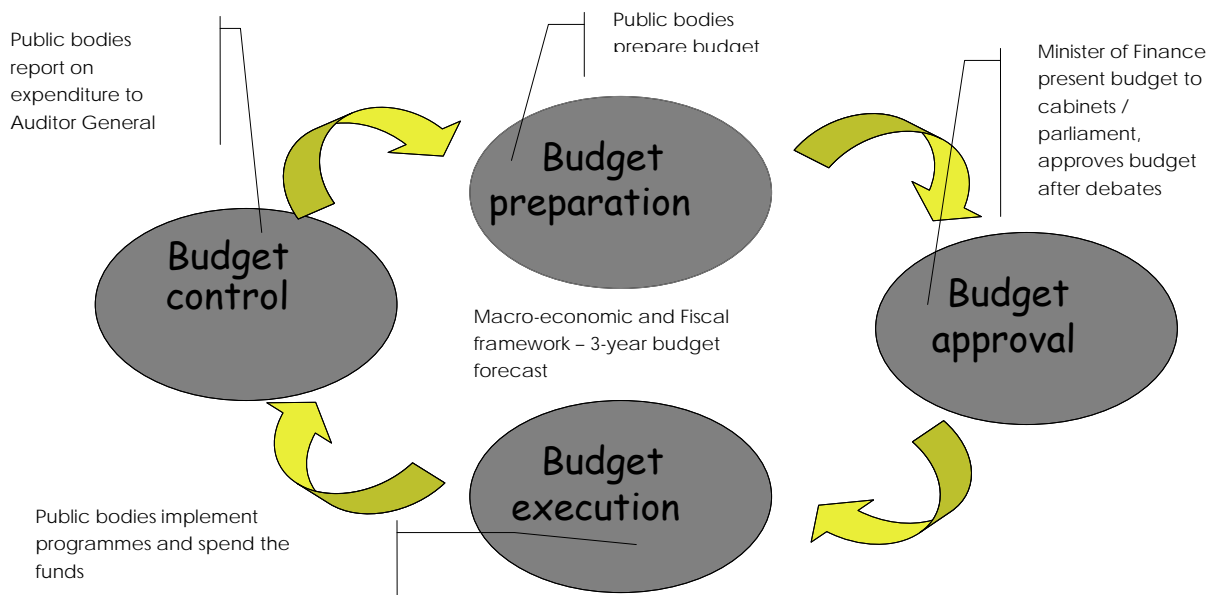 Public bodies
report on
expenditure to
Auditor General
Public bodies
prepare budget
Minister of Finance
present budget to
cabinets /
parliament,
approves budget
after debates
Budget
preparation
Budget
control
Budget
approval
Macro-economic and Fiscal
framework – 3-year budget
forecast
Budget
execution
Public bodies implement
programmes and spend the
funds